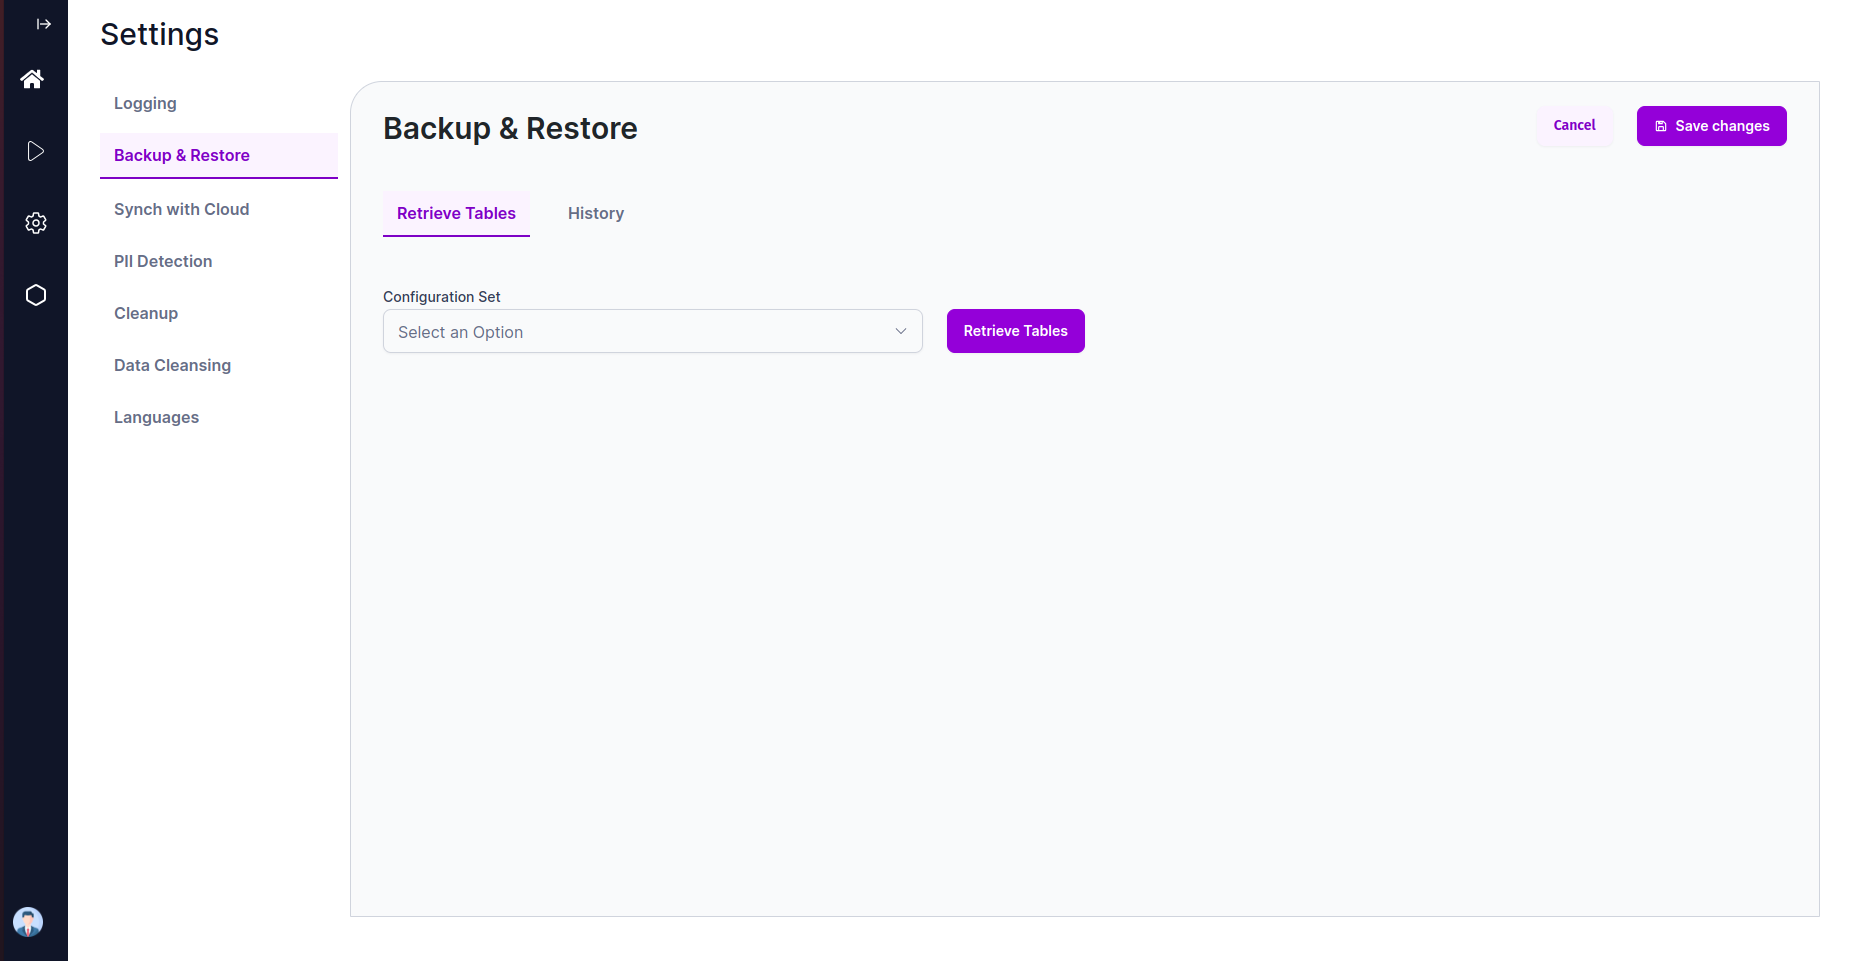 Settings
Logging
Backup & Restore
Synch with Cloud
PII Detection
Cleanup
Data Cleansing
Languages
Backup & Restore
Cancel
Save changes
Retrieve Tables
History
Configuration Set
Select an Option
Retrieve Tables